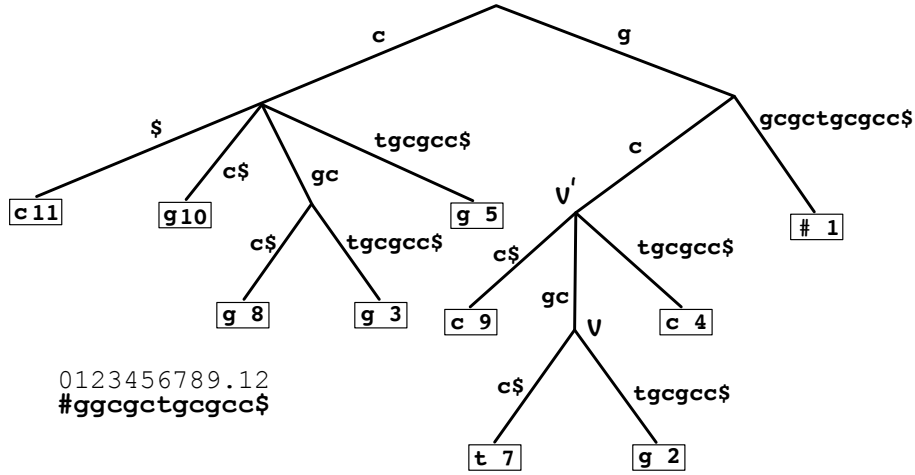 c
g
$
c$
gc
tgcgcc$
c
gcgctgcgcc$
c 11
g 10
g 5
v'
# 1
c$
tgcgcc$
c$
gc
tgcgcc$
g 8
g 3
c 9
c 4
v
0123456789.12
#ggcgctgcgcc$
c$
tgcgcc$
t 7
g 2